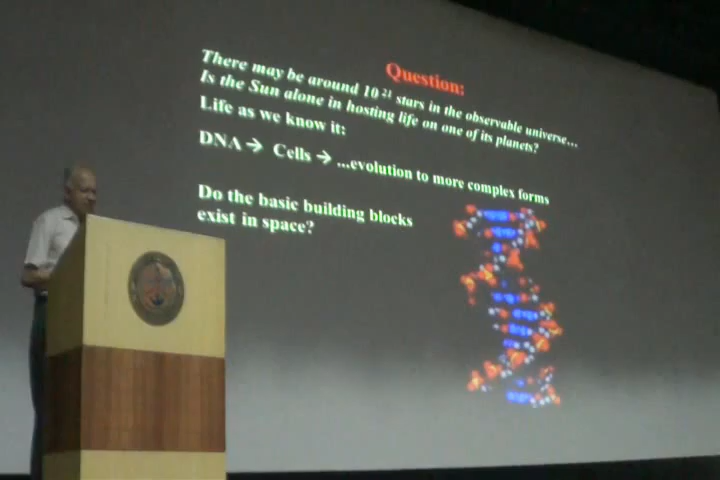 Question:
There may be around 10²¹ stars in the observable universe...
Is the Sun alone in hosting life on one of its planets?
Life as we know it:
DNA → Cells → ...evolution to more complex forms
Do the basic building blocks
exist in space?